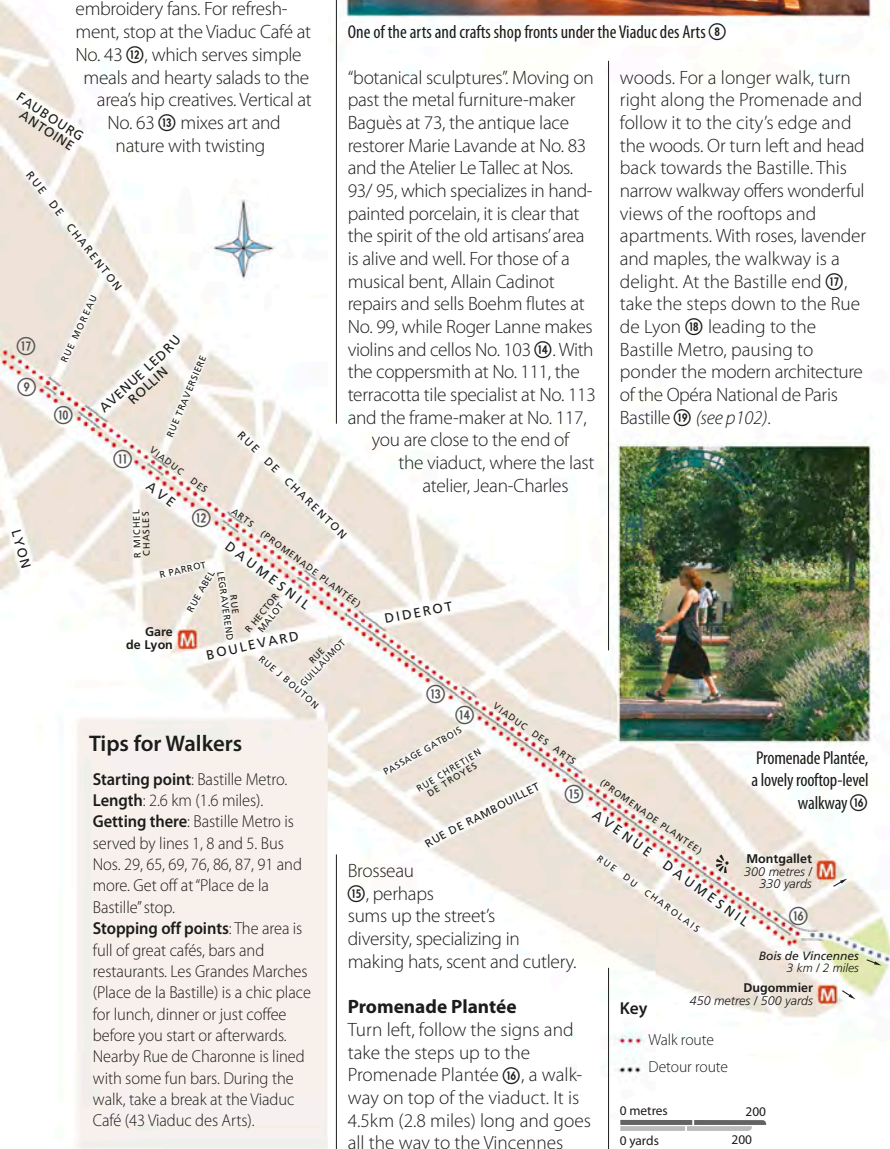 embroidery fans. For refresh-
ment, stop at the Viaduc Café at
No. 43 ⑫, which serves simple
meals and hearty salads to the
area’s hip creatives. Vertical at
No. 63 ⑬ mixes art and
nature with twisting
One of the arts and crafts shop fronts under the Viaduc des Arts ⑧
“botanical sculptures”. Moving on
past the metal furniture-maker
Baguès at 73, the antique lace
restorer Marie Lavande at No. 83
and the Atelier Le Tallec at Nos.
93/ 95, which specializes in hand-
painted porcelain, it is clear that
the spirit of the old artisans’ area
is alive and well. For those of a
musical bent, Allain Cadinot
repairs and sells Boehm flutes at
No. 99, while Roger Lanne makes
violins and cellos No. 103 ⑭. With
the coppersmith at No. 111, the
terracotta tile specialist at No. 113
and the frame-maker at No. 117,
you are close to the end of
the viaduct, where the last
atelier, Jean-Charles
Brosseau
⑮, perhaps
sums up the street’s
diversity, specializing in
making hats, scent and cutlery.
Promenade Plantée
Turn left, follow the signs and
take the steps up to the
Promenade Plantée ⑯, a walk-
way on top of the viaduct. It is
4.5km (2.8 miles) long and goes
all the way to the Vincennes
woods. For a longer walk, turn
right along the Promenade and
follow it to the city’s edge and
the woods. Or turn left and head
back towards the Bastille. This
narrow walkway offers wonderful
views of the rooftops and
apartments. With roses, lavender
and maples, the walkway is a
delight. At the Bastille end ⑰,
take the steps down to the Rue
de Lyon ⑱ leading to the
Bastille Metro, pausing to
ponder the modern architecture
of the Opéra National de Paris
Bastille ⑲ (see p102).
Promenade Plantée,
a lovely rooftop-level
walkway ⑯
FAUBOURG
ANTOINE
RUE DE CHARENTON
RUE MOREAU
AVENUE LEDRU
ROLLIN
RUE TRAVERSIERE
⑰
⑨
⑩
⑪
VIADUC DES
ARTS (PROMENADE PLANTÉE)
RUE DE CHARENTON
AVE
DAUMESNIL
⑫
LYON
R MICHEL
CHASLES
R PARROT
RUE ABEL
RUE
LEGRAVEREND
R HECTOR
MALOT
Gare
de Lyon M
BOULEVARD
DIDEROT
RUE J BOUTON
RUE
GUILLAUMOT
⑬
⑭
VIADUC DES ARTS
(PROMENADE PLANTÉE)
PASSAGE GATBOIS
RUE CHRETIEN
DE TROYES
RUE DE RAMBOUILLET
⑮
AVENUE DAUMESNIL
RUE DU CHAROLAIS
Montgallet
300 metres /
330 yards
M
⑯
Bois de Vincennes
3 km / 2 miles
Dugommier
450 metres / 500 yards
M
Tips for Walkers
Starting point: Bastille Metro.
Length: 2.6 km (1.6 miles).
Getting there: Bastille Metro is
served by lines 1, 8 and 5. Bus
Nos. 29, 65, 69, 76, 86, 87, 91 and
more. Get off at “Place de la
Bastille” stop.
Stopping off points: The area is
full of great cafés, bars and
restaurants. Les Grandes Marches
(Place de la Bastille) is a chic place
for lunch, dinner or just coffee
before you start or afterwards.
Nearby Rue de Charonne is lined
with some fun bars. During the
walk, take a break at the Viaduc
Café (43 Viaduc des Arts).
Key
Walk route
Detour route
0 metres 200
0 yards 200